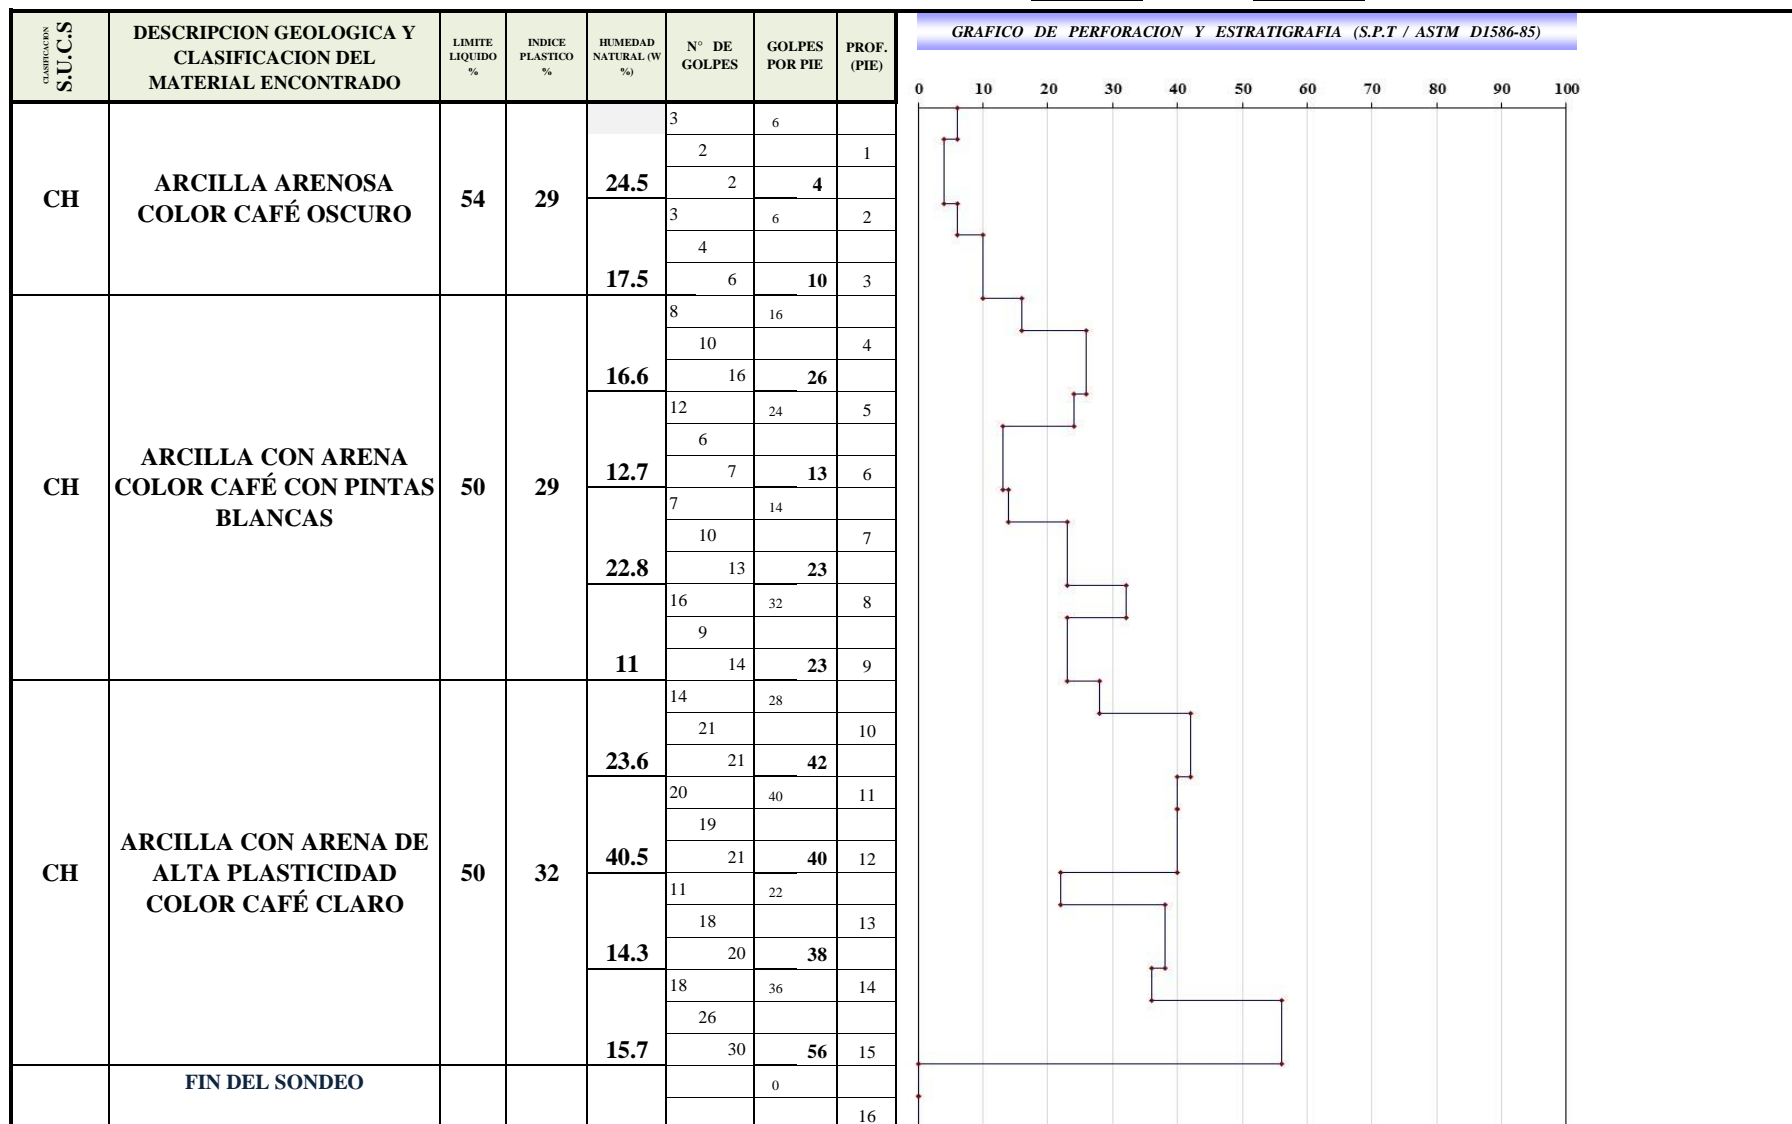 CLASIFICACION
S.U.C.S
DESCRIPCION GEOLOGICA Y
CLASIFICACION DEL
MATERIAL ENCONTRADO
LIMITE
LIQUIDO
%
INDICE
PLASTICO
%
HUMEDAD
NATURAL (W
%)
N° DE
GOLPES
GOLPES
POR PIE
PROF.
(PIE)
GRAFICO DE PERFORACION Y ESTRATIGRAFIA (S.P.T / ASTM D1586-85)
0 10 20 30 40 50 60 70 80 90 100
CH
ARCILLA ARENOSA
COLOR CAFÉ OSCURO
54
29
3 6
2 1
24.5 2 4
3 6 2
4
17.5 6 10 3
CH
ARCILLA CON ARENA
COLOR CAFÉ CON PINTAS
BLANCAS
50
29
8 16
10 4
16.6 16 26
12 24 5
6
12.7 7 13 6
7 14
10 7
22.8 13 23
16 32 8
9
11 14 23 9
CH
ARCILLA CON ARENA DE
ALTA PLASTICIDAD
COLOR CAFÉ CLARO
50
32
14 28
21 10
23.6 21 42
20 40 11
19
40.5 21 40 12
11 22
18 13
14.3 20 38
18 36 14
26
15.7 30 56 15
FIN DEL SONDEO 0
16